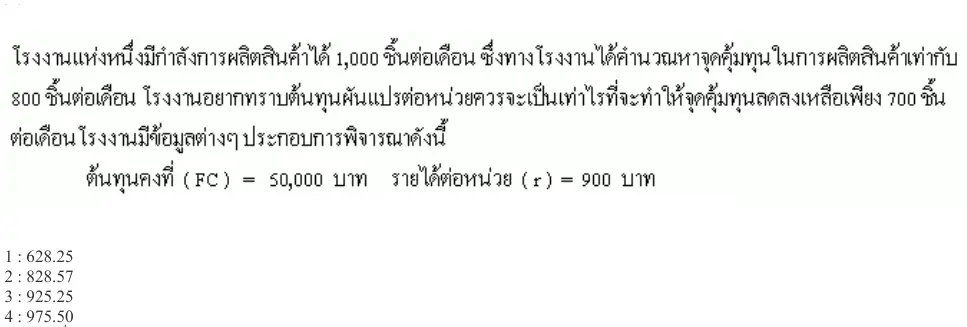 โรงงานแห่งหนึ่งมีกำลังการผลิตสินค้าได้ 1,000 ชิ้นต่อเดือน ซึ่งทางโรงงานได้คำนวณหาจุดคุ้มทุนในการผลิตสินค้าเท่ากับ
800 ชิ้นต่อเดือน โรงงานอยากทราบต้นทุนผันแปรต่อหน่วยควรจะเป็นเท่าไรที่จะทำให้จุดคุ้มทุนลดลงเหลือเพียง 700 ชิ้น
ต่อเดือน โรงงานมีข้อมูลต่างๆ ประกอบการพิจารณาดังนี้
ต้นทุนคงที่ (FC) = 50,000 บาท รายได้ต่อหน่วย (r) = 900 บาท
1 : 628.25
2 : 828.57
3 : 925.25
4 : 975.50